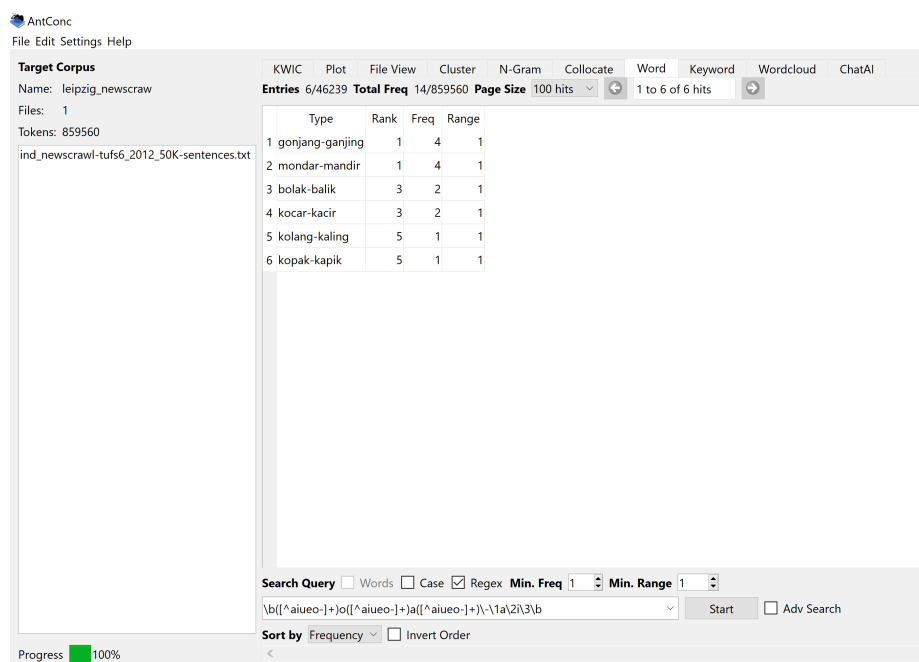 AntConc
File Edit Settings Help
Target Corpus
Name: leipzig_newscraw
Files: 1
Tokens: 859560
ind_newscrawl-tufs6_2012_50K-sentences.txt
Progress 100%
KWIC Plot File View Cluster N-Gram Collocate Word Keyword Wordcloud ChatAI
Entries 6/46239 Total Freq 14/859560 Page Size 100 hits 1 to 6 of 6 hits
Type Rank Freq Range
1 gonjang-ganjing 1 4 1
2 mondar-mandir 1 4 1
3 bolak-balik 3 2 1
4 kocar-kacir 3 2 1
5 kolang-kaling 5 1 1
6 kopak-kapik 5 1 1
Search Query Words Case Regex Min. Freq 1 Min. Range 1
\b([^aiueo-]+)o([^aiueo-]+)a([^aiueo-]+)\-\1a\2i\3\b Start Adv Search
Sort by Frequency Invert Order